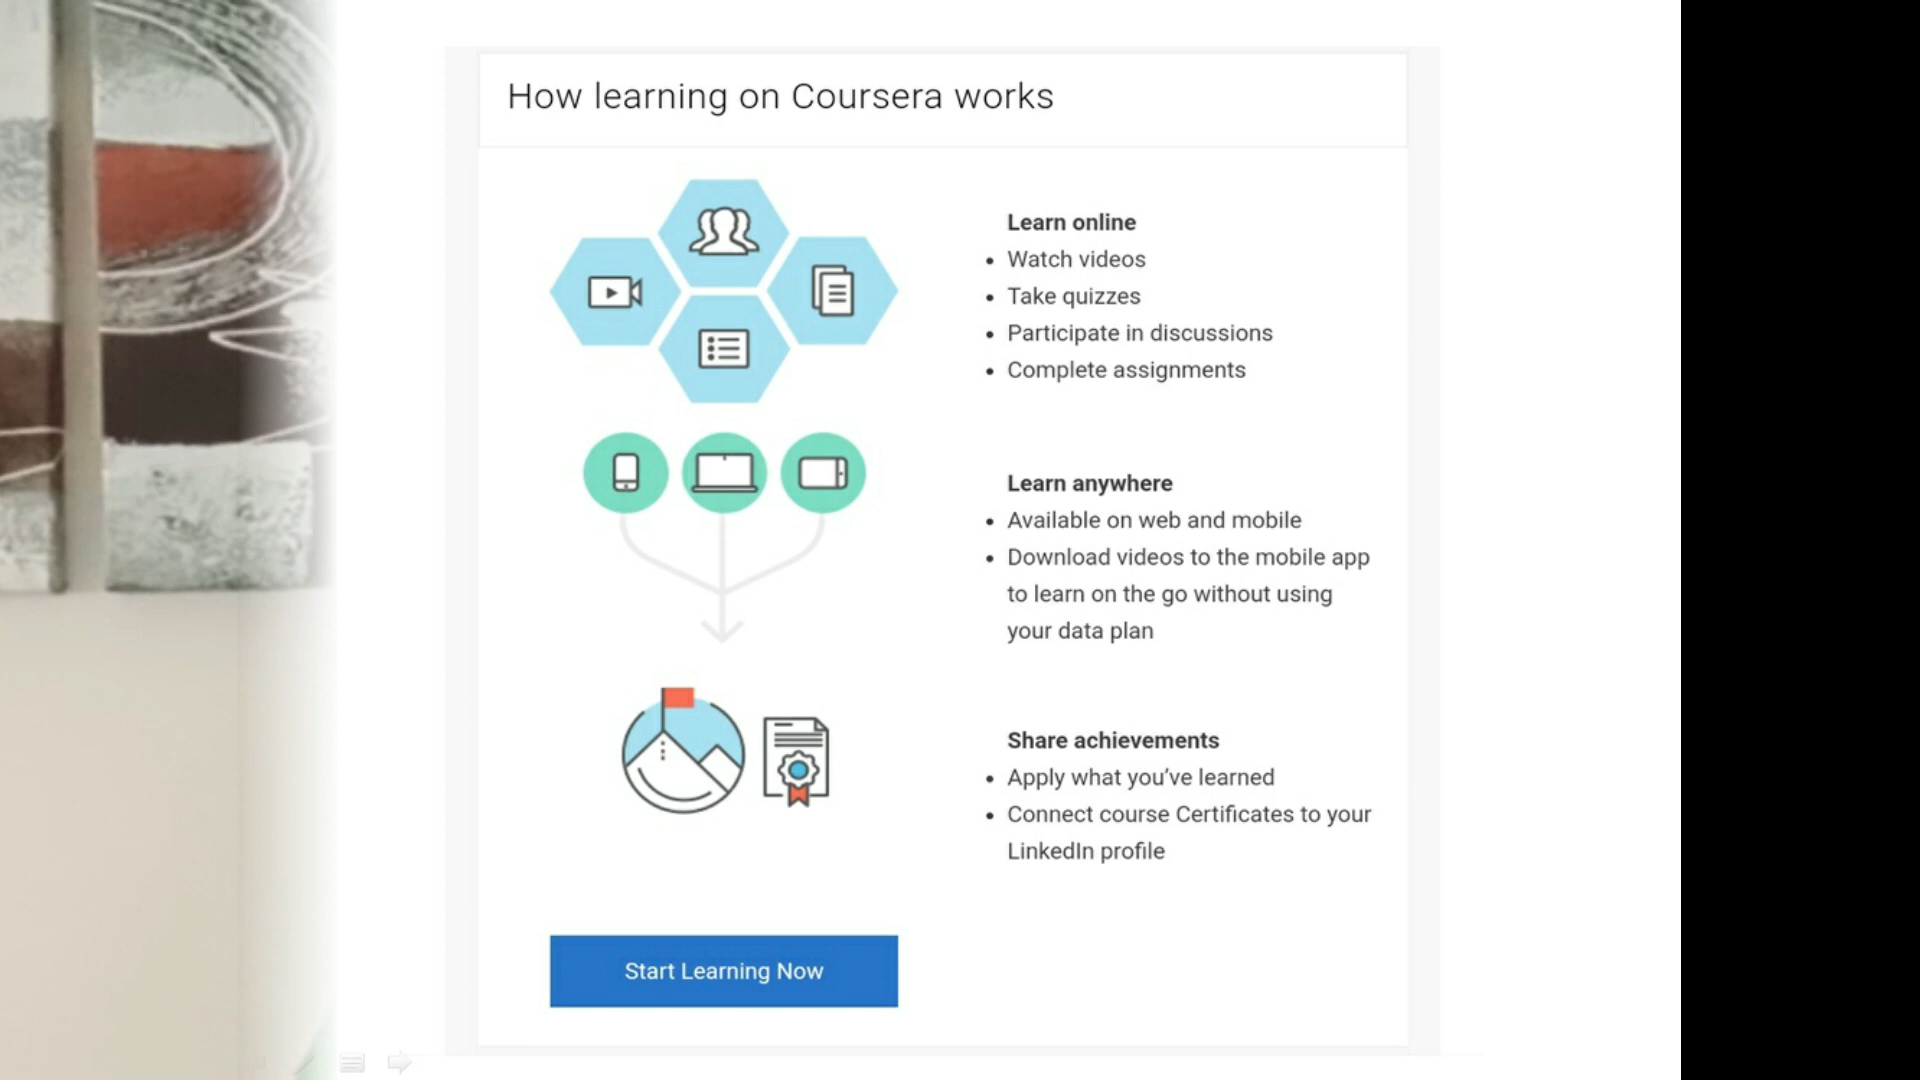 How learning on Coursera works
Learn online
Watch videos
Take quizzes
Participate in discussions
Complete assignments
Learn anywhere
Available on web and mobile
Download videos to the mobile app
to learn on the go without using
your data plan
Share achievements
Apply what you’ve learned
Connect course Certificates to your
LinkedIn profile
Start Learning Now